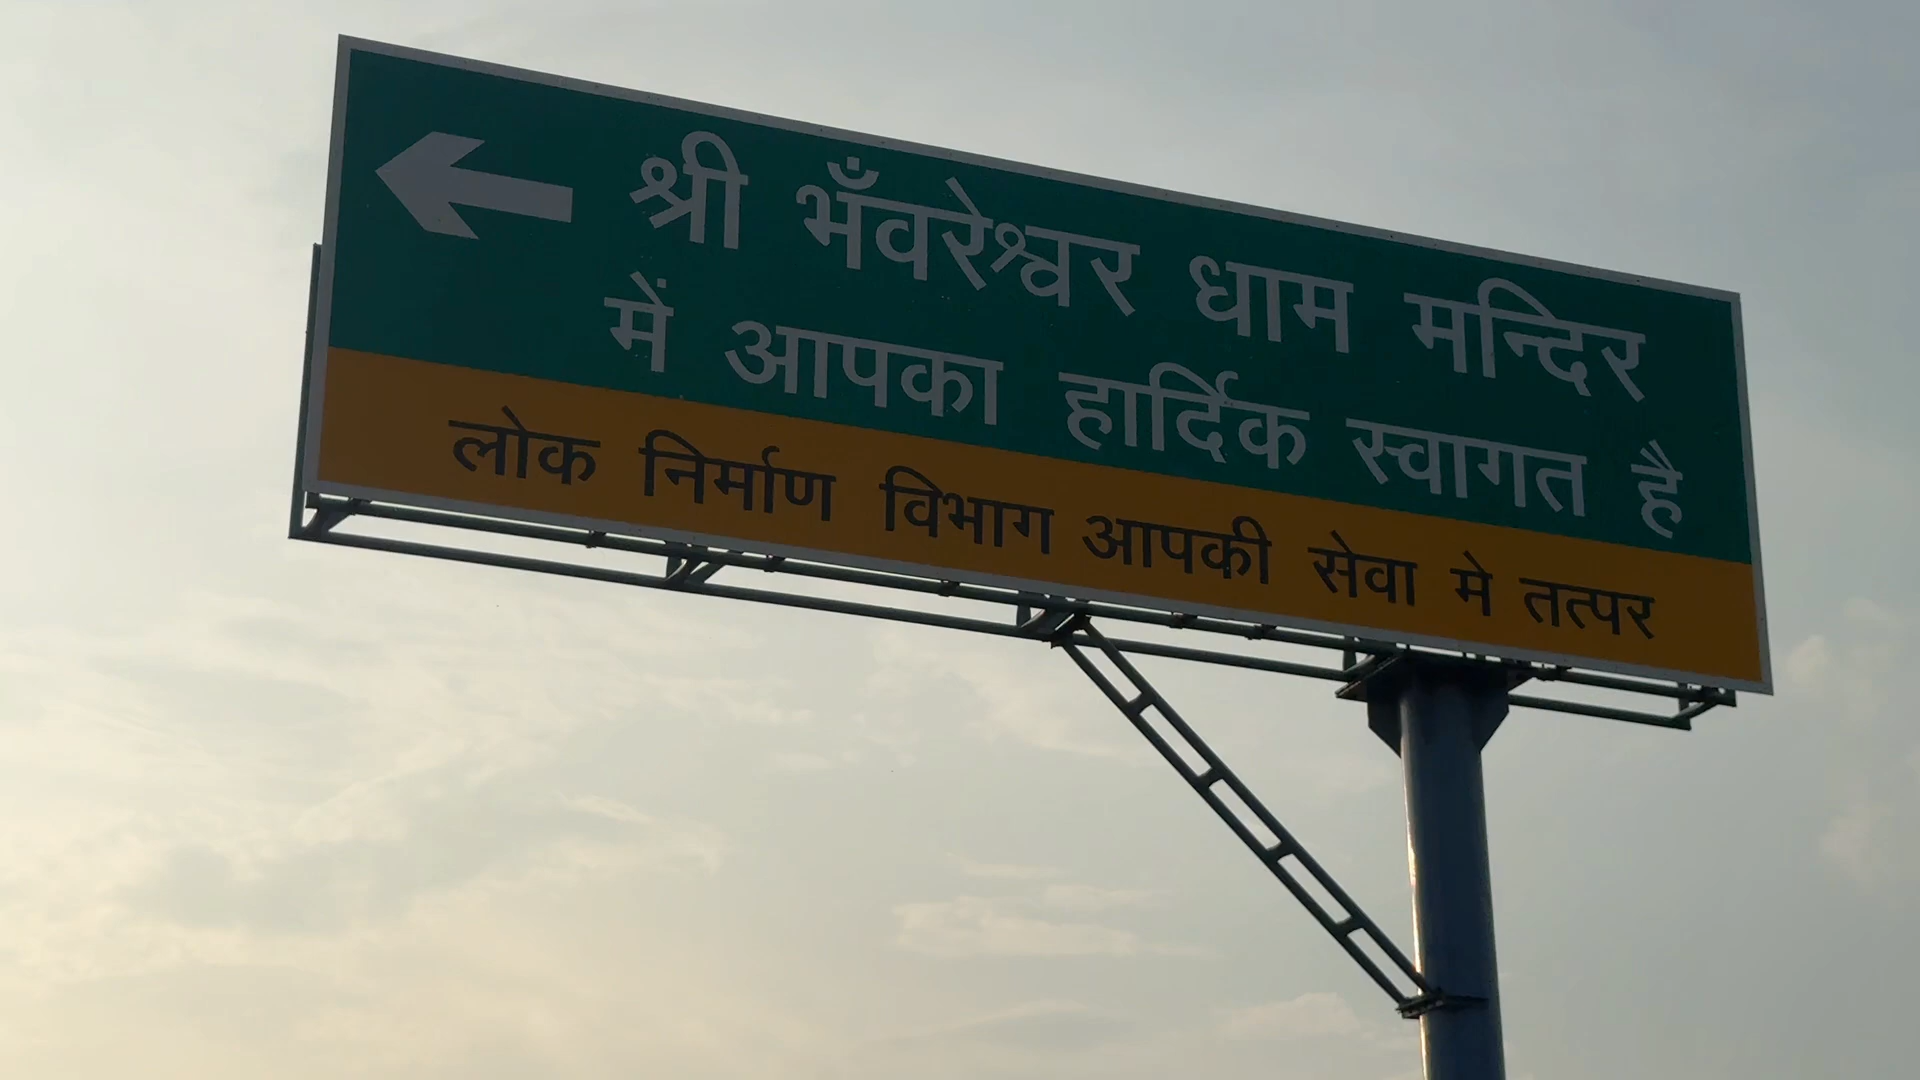 श्री भँवरेश्वर धाम मन्दिर
में आपका हार्दिक स्वागत है
लोक निर्माण विभाग आपकी सेवा मे तत्पर